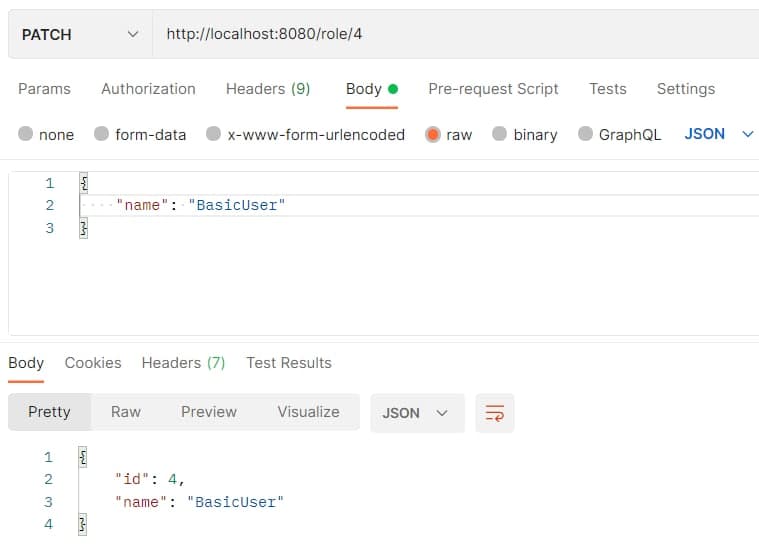 PATCH http://localhost:8080/role/4
Params Authorization Headers (9) Body Pre-request Script Tests Settings
none form-data x-www-form-urlencoded raw binary GraphQL JSON
1 {
2 "name": "BasicUser"
3 }
Body Cookies Headers (7) Test Results
Pretty Raw Preview Visualize JSON
1 {
2 "id": 4,
3 "name": "BasicUser"
4 }